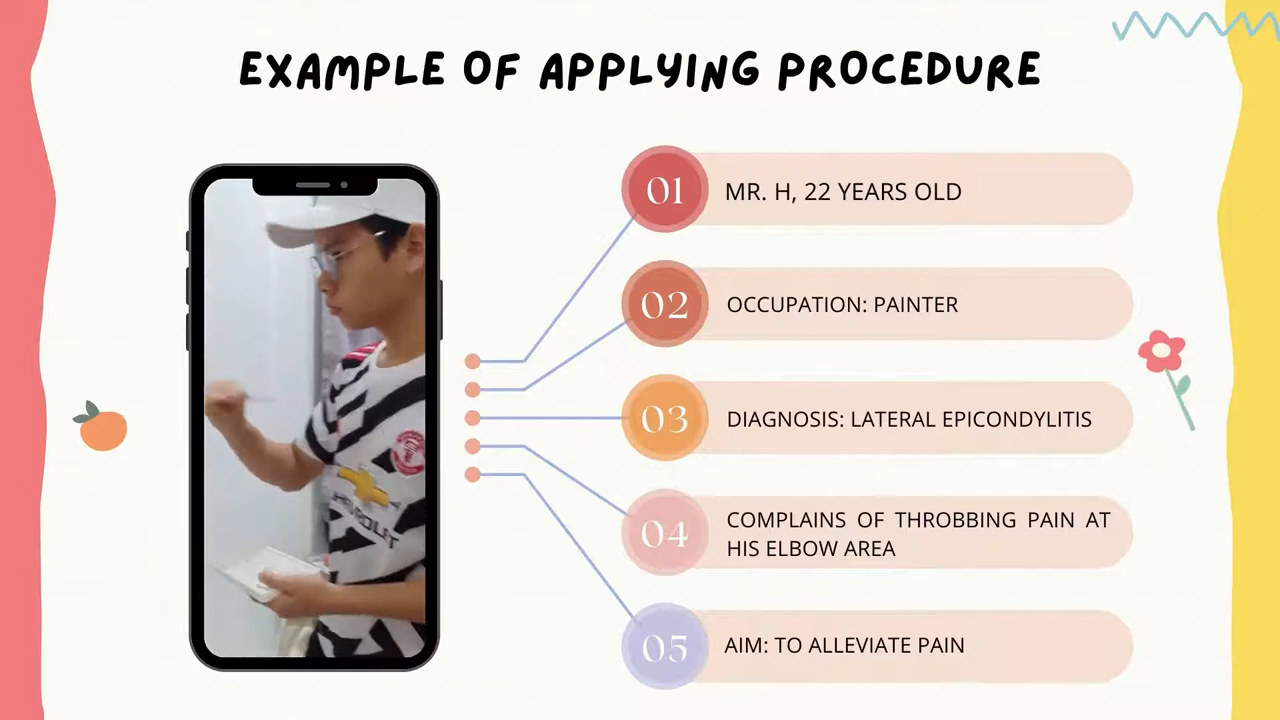 EXAMPLE OF APPLYING PROCEDURE
01
MR. H, 22 YEARS OLD
02
OCCUPATION: PAINTER
03
DIAGNOSIS: LATERAL EPICONDYLITIS
04
COMPLAINS OF THROBBING PAIN AT
HIS ELBOW AREA
05
AIM: TO ALLEVIATE PAIN